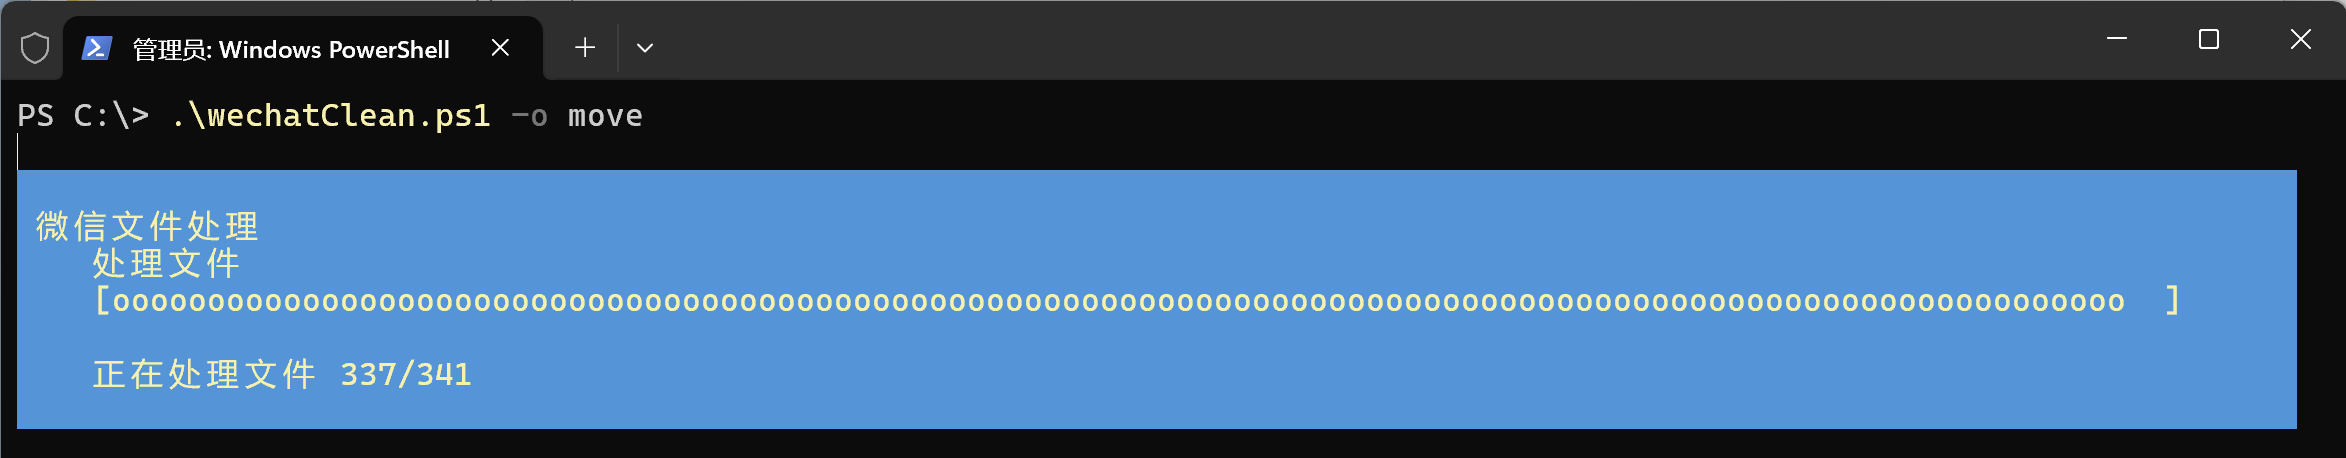 管理员: Windows PowerShell
PS C:\> .\wechatClean.ps1 -o move
微信文件处理
处理文件
[oooooooooooooooooooooooooooooooooooooooooooooooooooooooooooooooooooooooooooooooooooooooooooooooooooooooooo  ]
正在处理文件 337/341